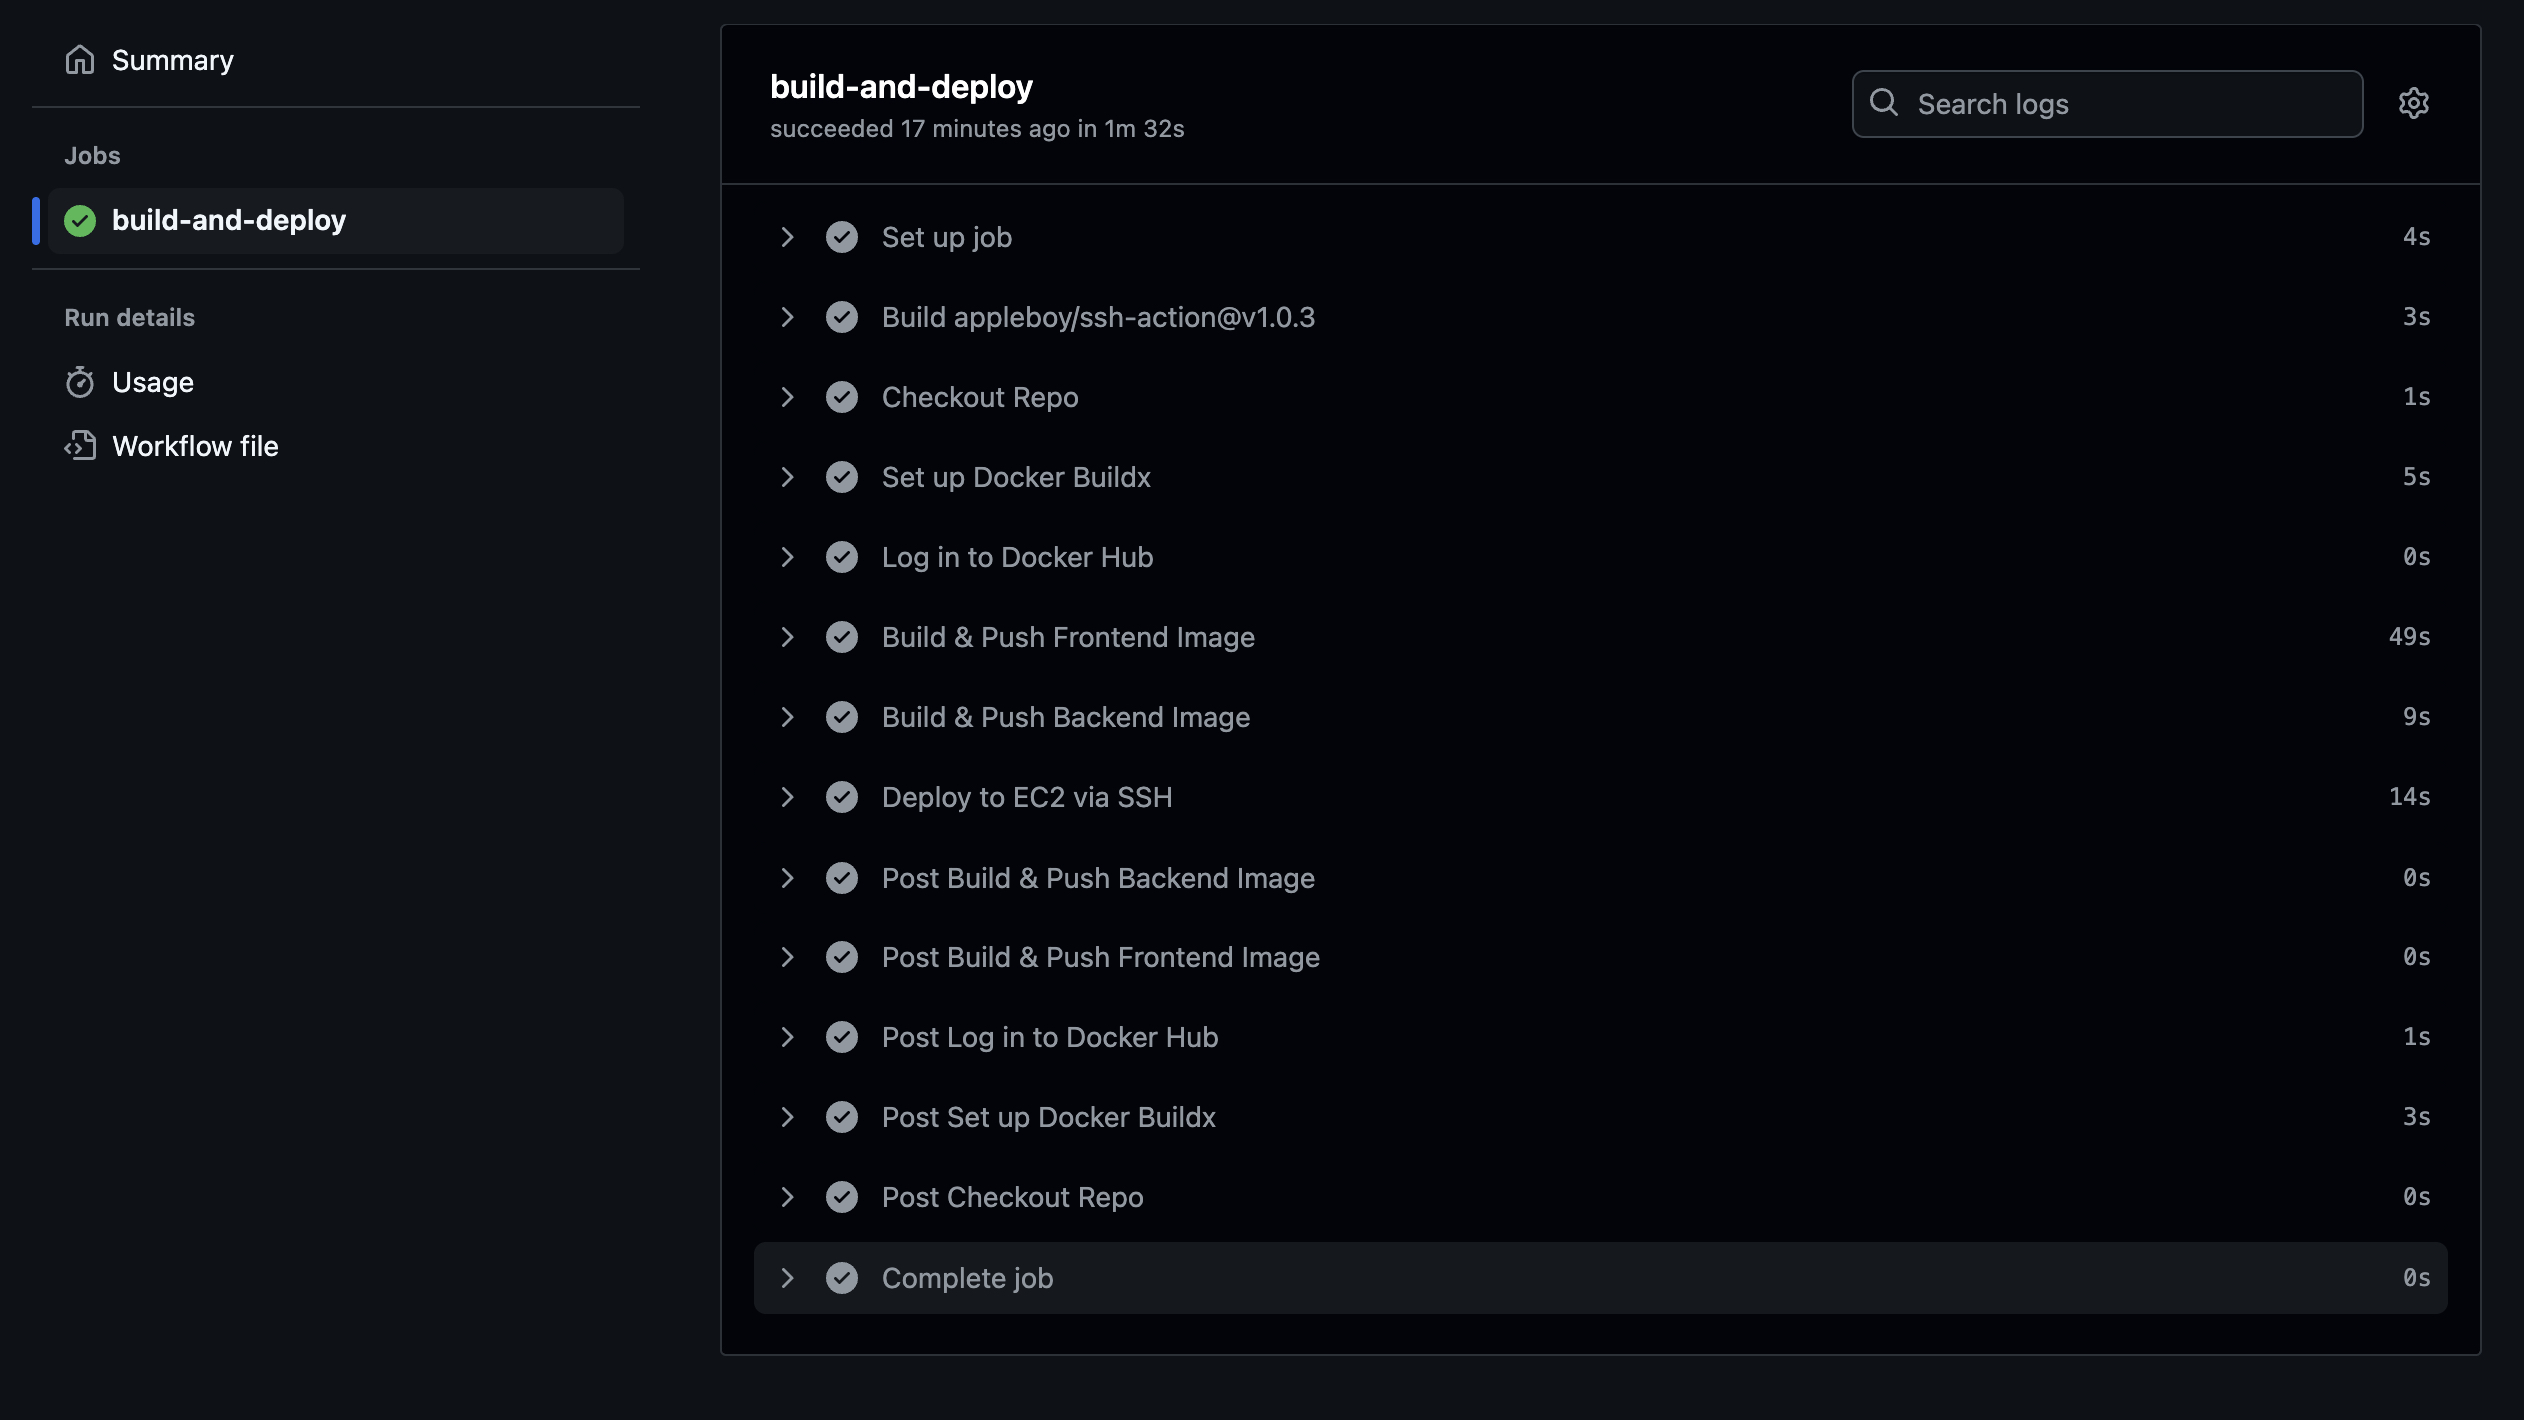 Summary
Jobs
build-and-deploy
Run details
Usage
Workflow file
build-and-deploy
succeeded 17 minutes ago in 1m 32s
Search logs
Set up job 4s
Build appleboy/ssh-action@v1.0.3 3s
Checkout Repo 1s
Set up Docker Buildx 5s
Log in to Docker Hub 0s
Build & Push Frontend Image 49s
Build & Push Backend Image 9s
Deploy to EC2 via SSH 14s
Post Build & Push Backend Image 0s
Post Build & Push Frontend Image 0s
Post Log in to Docker Hub 1s
Post Set up Docker Buildx 3s
Post Checkout Repo 0s
Complete job 0s